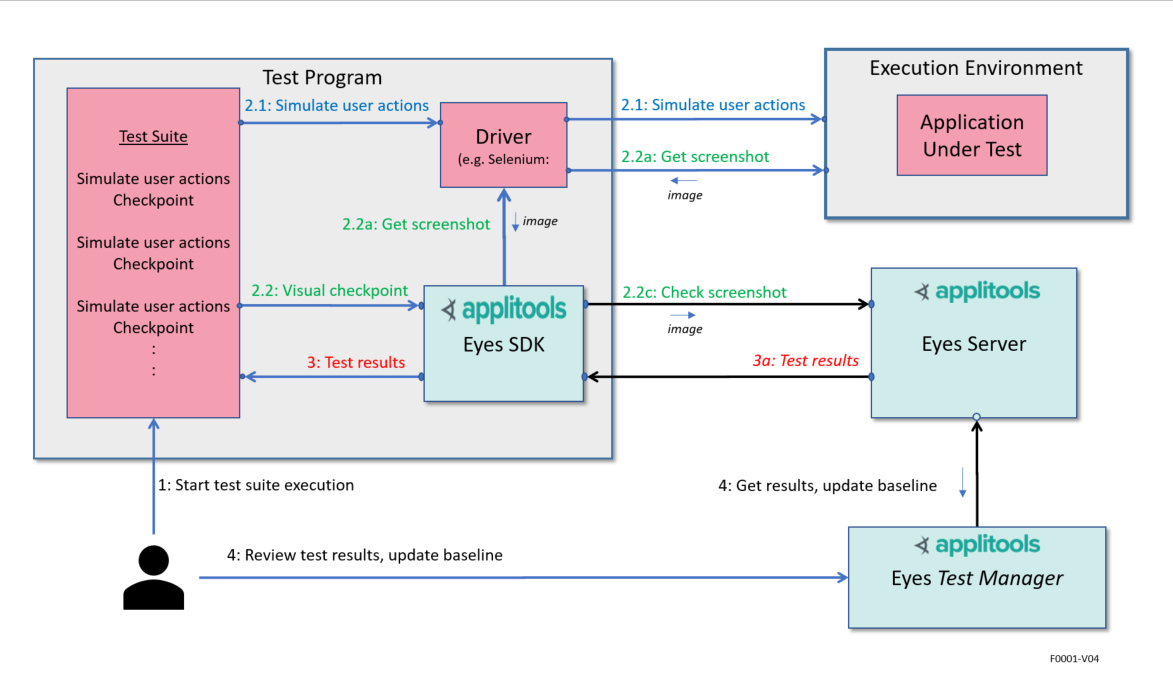 Test Program
Execution Environment
2.1: Simulate user actions
2.1: Simulate user actions
Test Suite
Driver
(e.g. Selenium:
Application
Under Test
2.2a: Get screenshot
image
Simulate user actions
Checkpoint
2.2a: Get screenshot
image
Simulate user actions
Checkpoint
2.2: Visual checkpoint
2.2c: Check screenshot
image
Simulate user actions
Checkpoint
:
:
applitools
Eyes SDK
applitools
Eyes Server
3: Test results
3a: Test results
1: Start test suite execution
4: Get results, update baseline
4: Review test results, update baseline
applitools
Eyes Test Manager
F0001-V04